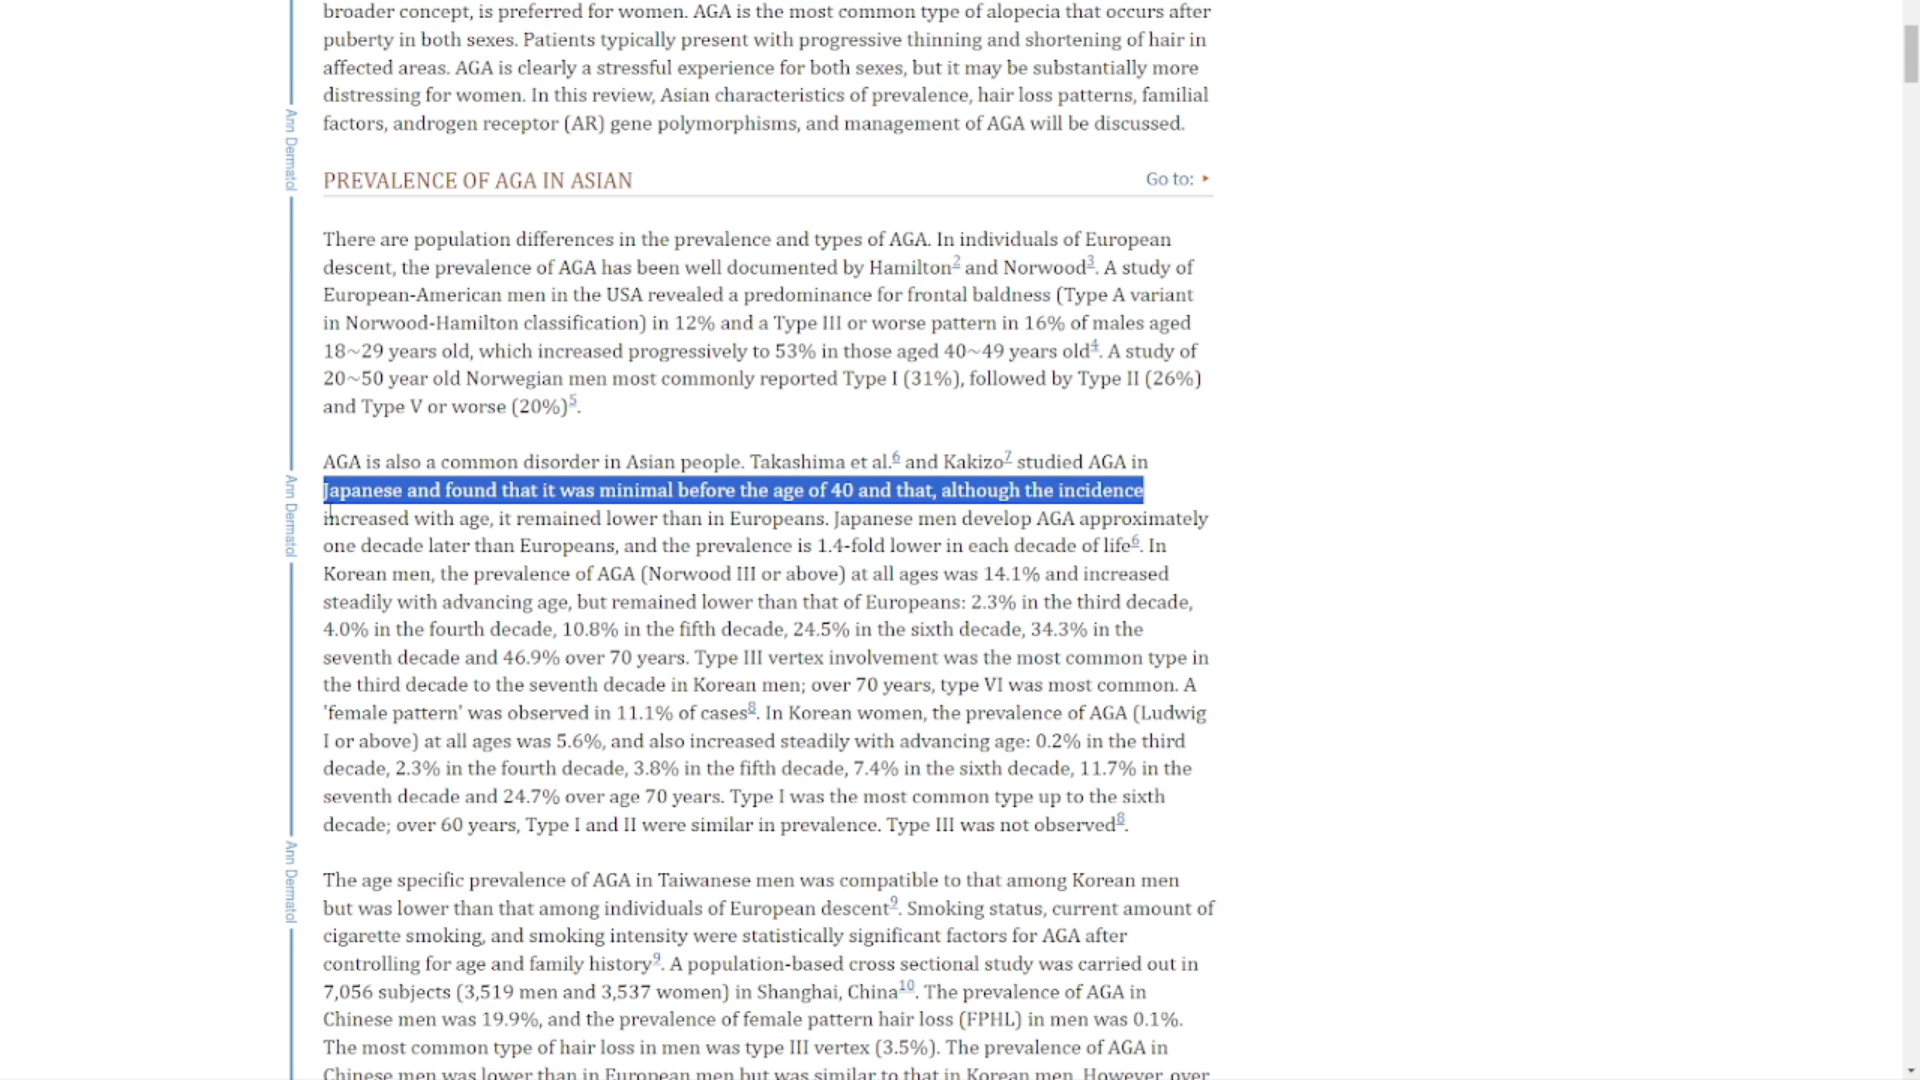 broader concept, is preferred for women. AGA is the most common type of alopecia that occurs after
puberty in both sexes. Patients typically present with progressive thinning and shortening of hair in
affected areas. AGA is clearly a stressful experience for both sexes, but it may be substantially more
distressing for women. In this review, Asian characteristics of prevalence, hair loss patterns, familial
factors, androgen receptor (AR) gene polymorphisms, and management of AGA will be discussed.
Ann Dermatol
PREVALENCE OF AGA IN ASIAN
Go to:
There are population differences in the prevalence and types of AGA. In individuals of European
descent, the prevalence of AGA has been well documented by Hamilton2 and Norwood3. A study of
European-American men in the USA revealed a predominance for frontal baldness (Type A variant
in Norwood-Hamilton classification) in 12% and a Type III or worse pattern in 16% of males aged
18~29 years old, which increased progressively to 53% in those aged 40~49 years old4. A study of
20~50 year old Norwegian men most commonly reported Type I (31%), followed by Type II (26%)
and Type V or worse (20%)5.
AGA is also a common disorder in Asian people. Takashima et al.6 and Kakizo7 studied AGA in
Japanese and found that it was minimal before the age of 40 and that, although the incidence
increased with age, it remained lower than in Europeans. Japanese men develop AGA approximately
one decade later than Europeans, and the prevalence is 1.4-fold lower in each decade of life6. In
Ann Dermatol
Korean men, the prevalence of AGA (Norwood III or above) at all ages was 14.1% and increased
steadily with advancing age, but remained lower than that of Europeans: 2.3% in the third decade,
4.0% in the fourth decade, 10.8% in the fifth decade, 24.5% in the sixth decade, 34.3% in the
seventh decade and 46.9% over 70 years. Type III vertex involvement was the most common type in
the third decade to the seventh decade in Korean men; over 70 years, type VI was most common. A
'female pattern' was observed in 11.1% of cases8. In Korean women, the prevalence of AGA (Ludwig
I or above) at all ages was 5.6%, and also increased steadily with advancing age: 0.2% in the third
decade, 2.3% in the fourth decade, 3.8% in the fifth decade, 7.4% in the sixth decade, 11.7% in the
seventh decade and 24.7% over age 70 years. Type I was the most common type up to the sixth
decade; over 60 years, Type I and II were similar in prevalence. Type III was not observed8.
The age specific prevalence of AGA in Taiwanese men was compatible to that among Korean men
but was lower than that among individuals of European descent9. Smoking status, current amount of
Ann Dermatol
cigarette smoking, and smoking intensity were statistically significant factors for AGA after
controlling for age and family history9. A population-based cross sectional study was carried out in
7,056 subjects (3,519 men and 3,537 women) in Shanghai, China10. The prevalence of AGA in
Chinese men was 19.9%, and the prevalence of female pattern hair loss (FPHL) in men was 0.1%.
The most common type of hair loss in men was type III vertex (3.5%). The prevalence of AGA in
Chinese men was lower than in European men but was similar to that in Korean men. However, over